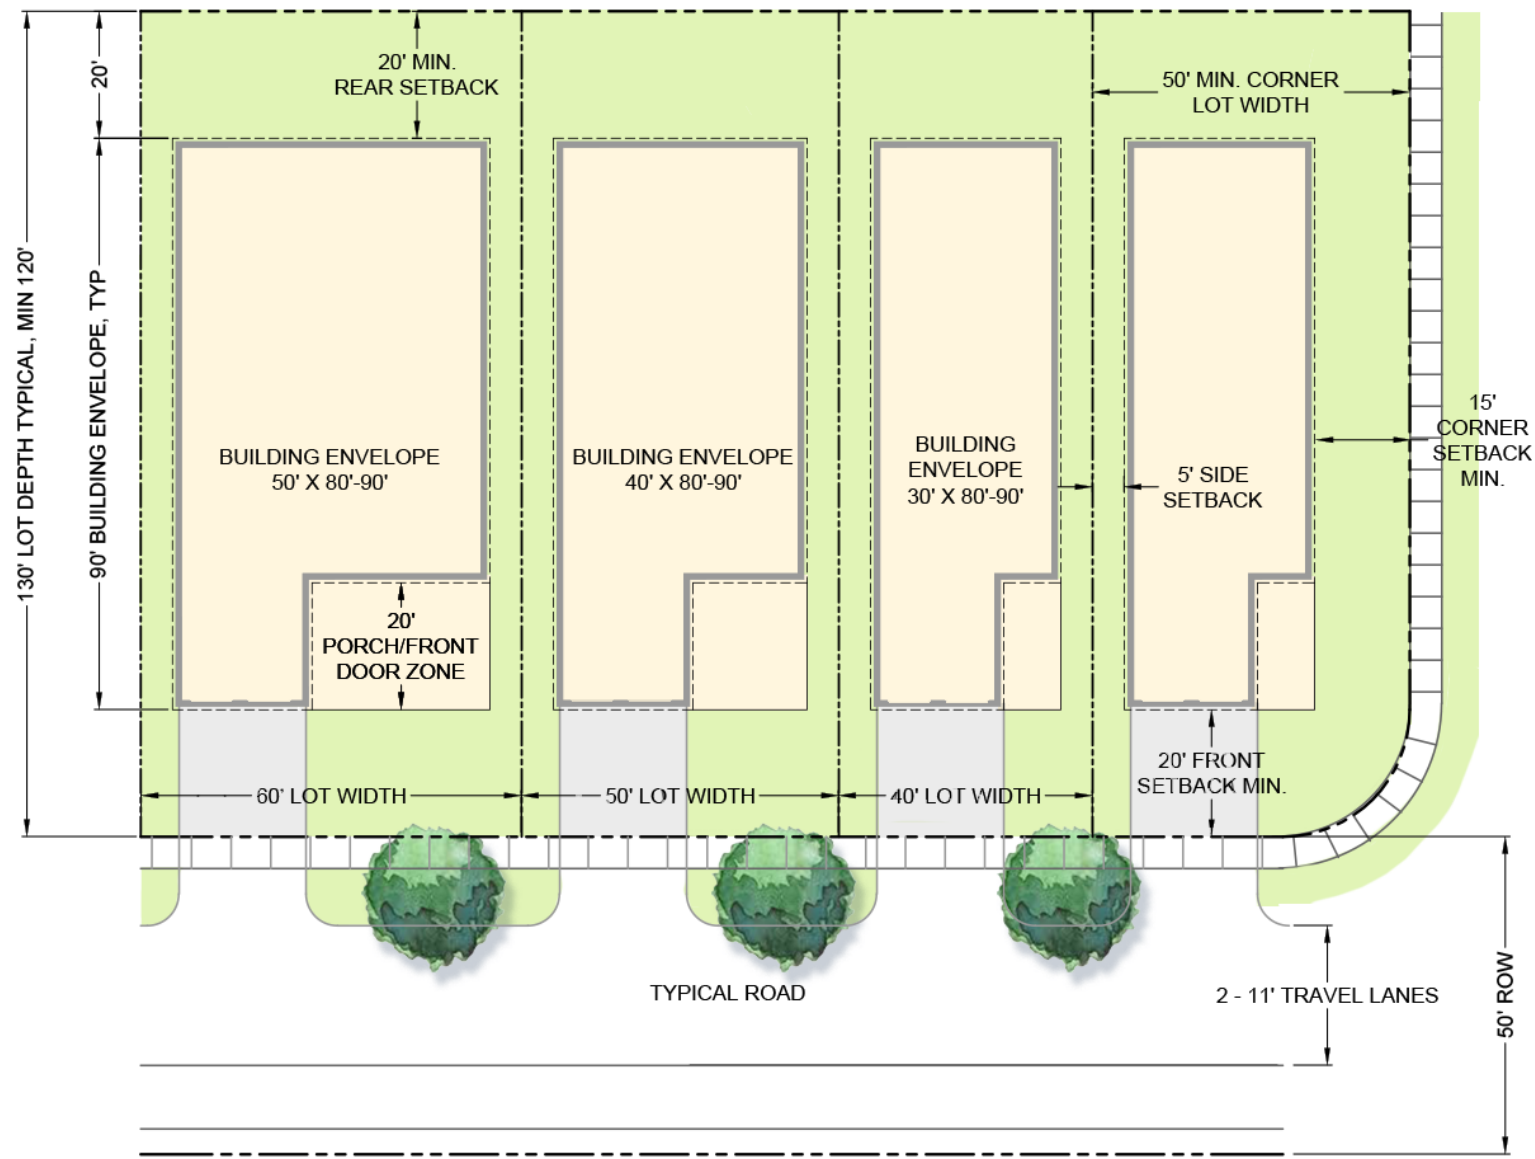 20'
20' MIN.
REAR SETBACK
50' MIN. CORNER
LOT WIDTH
130' LOT DEPTH TYPICAL, MIN 120'
90' BUILDING ENVELOPE, TYP
BUILDING ENVELOPE
50' X 80'-90'
BUILDING ENVELOPE
40' X 80'-90'
BUILDING
ENVELOPE
30' X 80'-90'
5' SIDE
SETBACK
15'
CORNER
SETBACK
MIN.
20'
PORCH/FRONT
DOOR ZONE
20' FRONT
SETBACK MIN.
60' LOT WIDTH
50' LOT WIDTH
40' LOT WIDTH
TYPICAL ROAD
2 - 11' TRAVEL LANES
50' ROW